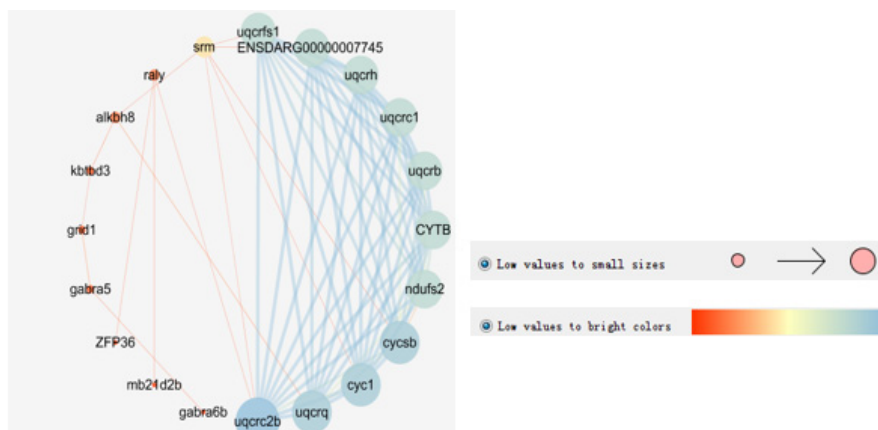 uqcrfs1
srm
ENSDARG00000007745
raly
uqcrh
alkbh8
uqcrc1
kbtbd3
uqcrb
grid1
CYTB
gabra5
ndufs2
ZFP36
cycsb
mb21d2b
cyc1
gabra6b
uqcrq
uqcrc2b
Low values to small sizes
Low values to bright colors